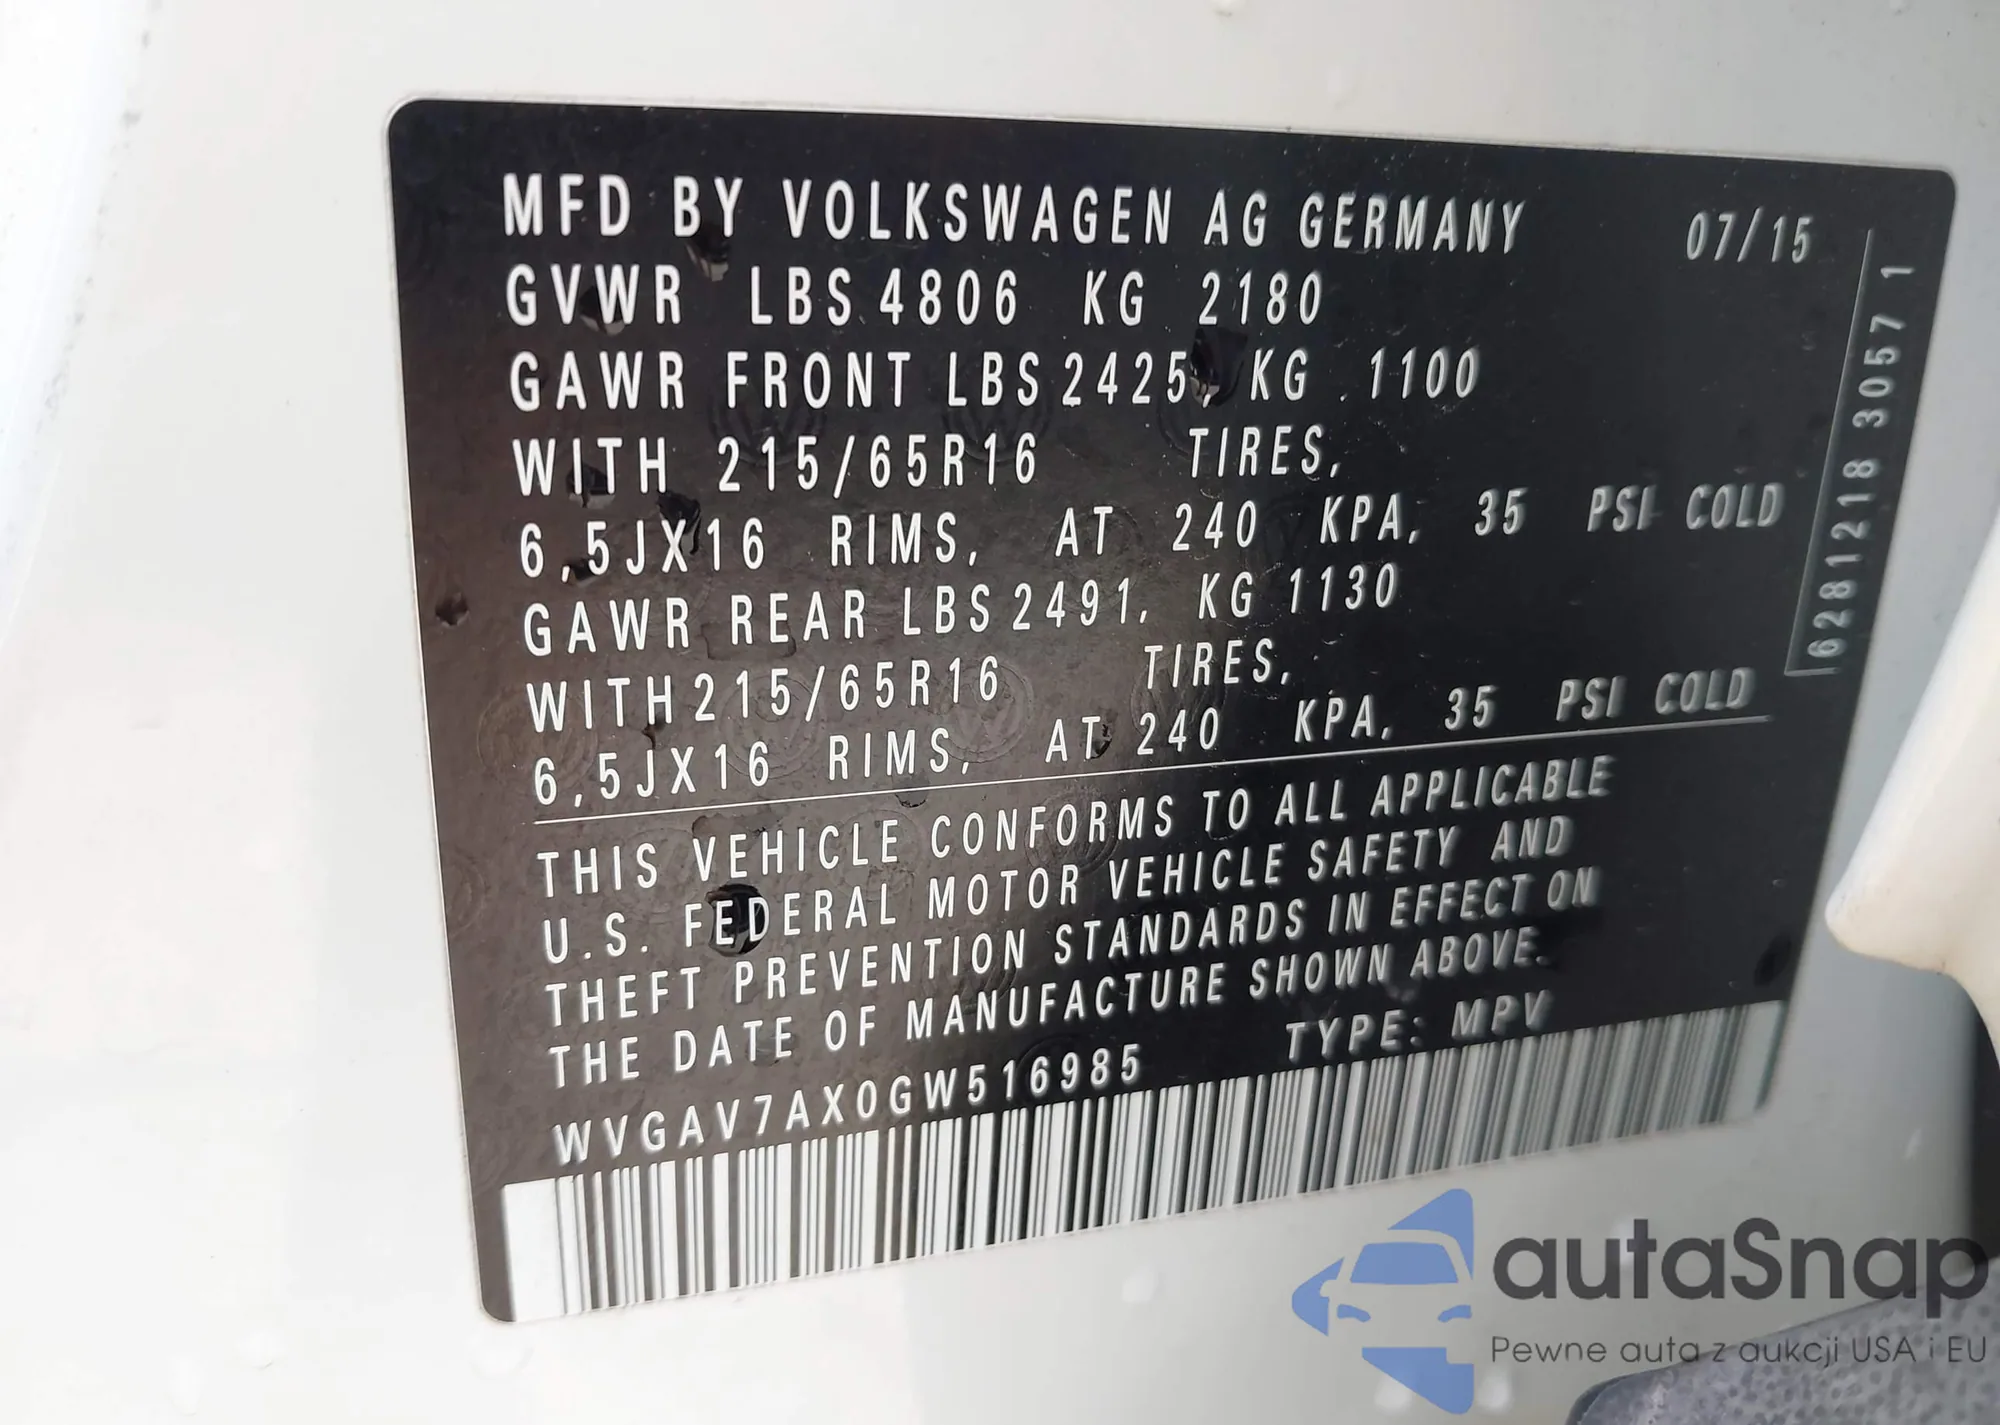 MFD BY VOLKSWAGEN AG GERMANY 07/15
GVWR LBS 4806 KG 2180
GAWR FRONT LBS 2425, KG 1100
WITH 215/65R16 TIRES,
6,5JX16 RIMS, AT 240 KPA, 35 PSI COLD
GAWR REAR LBS 2491, KG 1130
WITH 215/65R16 TIRES,
6,5JX16 RIMS, AT 240 KPA, 35 PSI COLD
6281218 3057 1
THIS VEHICLE CONFORMS TO ALL APPLICABLE
U.S. FEDERAL MOTOR VEHICLE SAFETY AND
THEFT PREVENTION STANDARDS IN EFFECT ON
THE DATE OF MANUFACTURE SHOWN ABOVE.
WVGAV7AX0GW516985 TYPE: MPV
autaSnap
Pewne auta z aukcji USA i EU